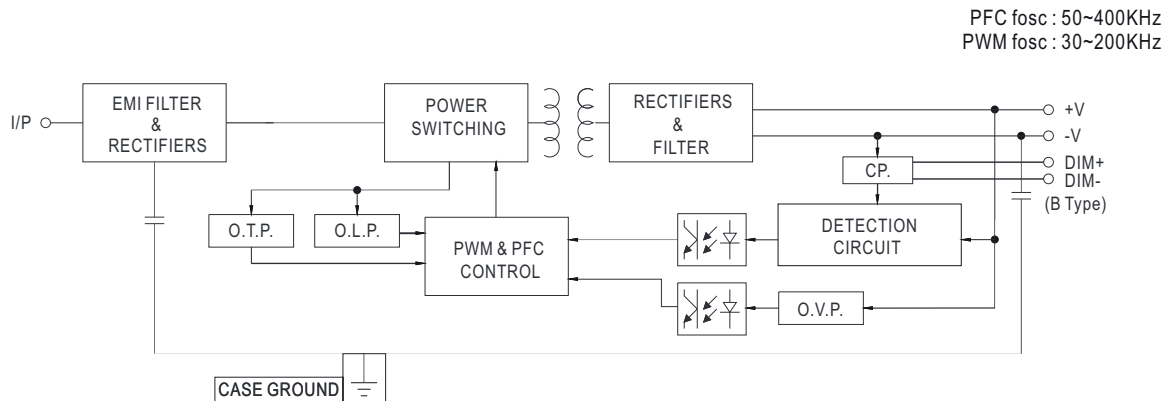 PFC fosc : 50~400KHz
PWM fosc : 30~200KHz
I/P
EMI FILTER
&
RECTIFIERS
POWER
SWITCHING
RECTIFIERS
&
FILTER
+V
-V
DIM+
DIM-
(B Type)
CP.
O.T.P.
O.L.P.
PWM & PFC
CONTROL
DETECTION
CIRCUIT
O.V.P.
CASE GROUND